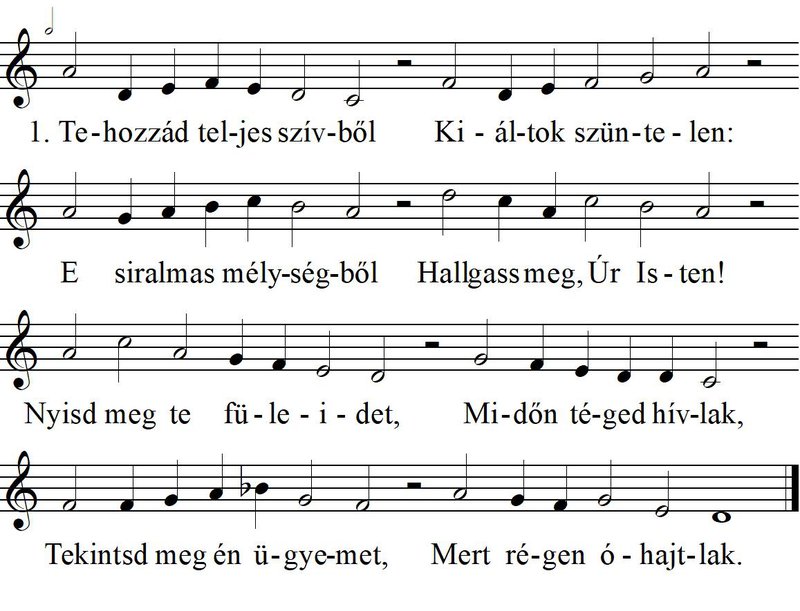 1. Te-hozzád tel-jes szív-ből Ki - ál-tok szün-te - len:
E siralmas mély-ség-ből Hallgass meg, Úr Is - ten!
Nyisd meg te fü - le - i - det, Mi-dőn té-ged hív-lak,
Tekintsd meg én ü-gye-met, Mert ré-gen ó - hajt-lak.